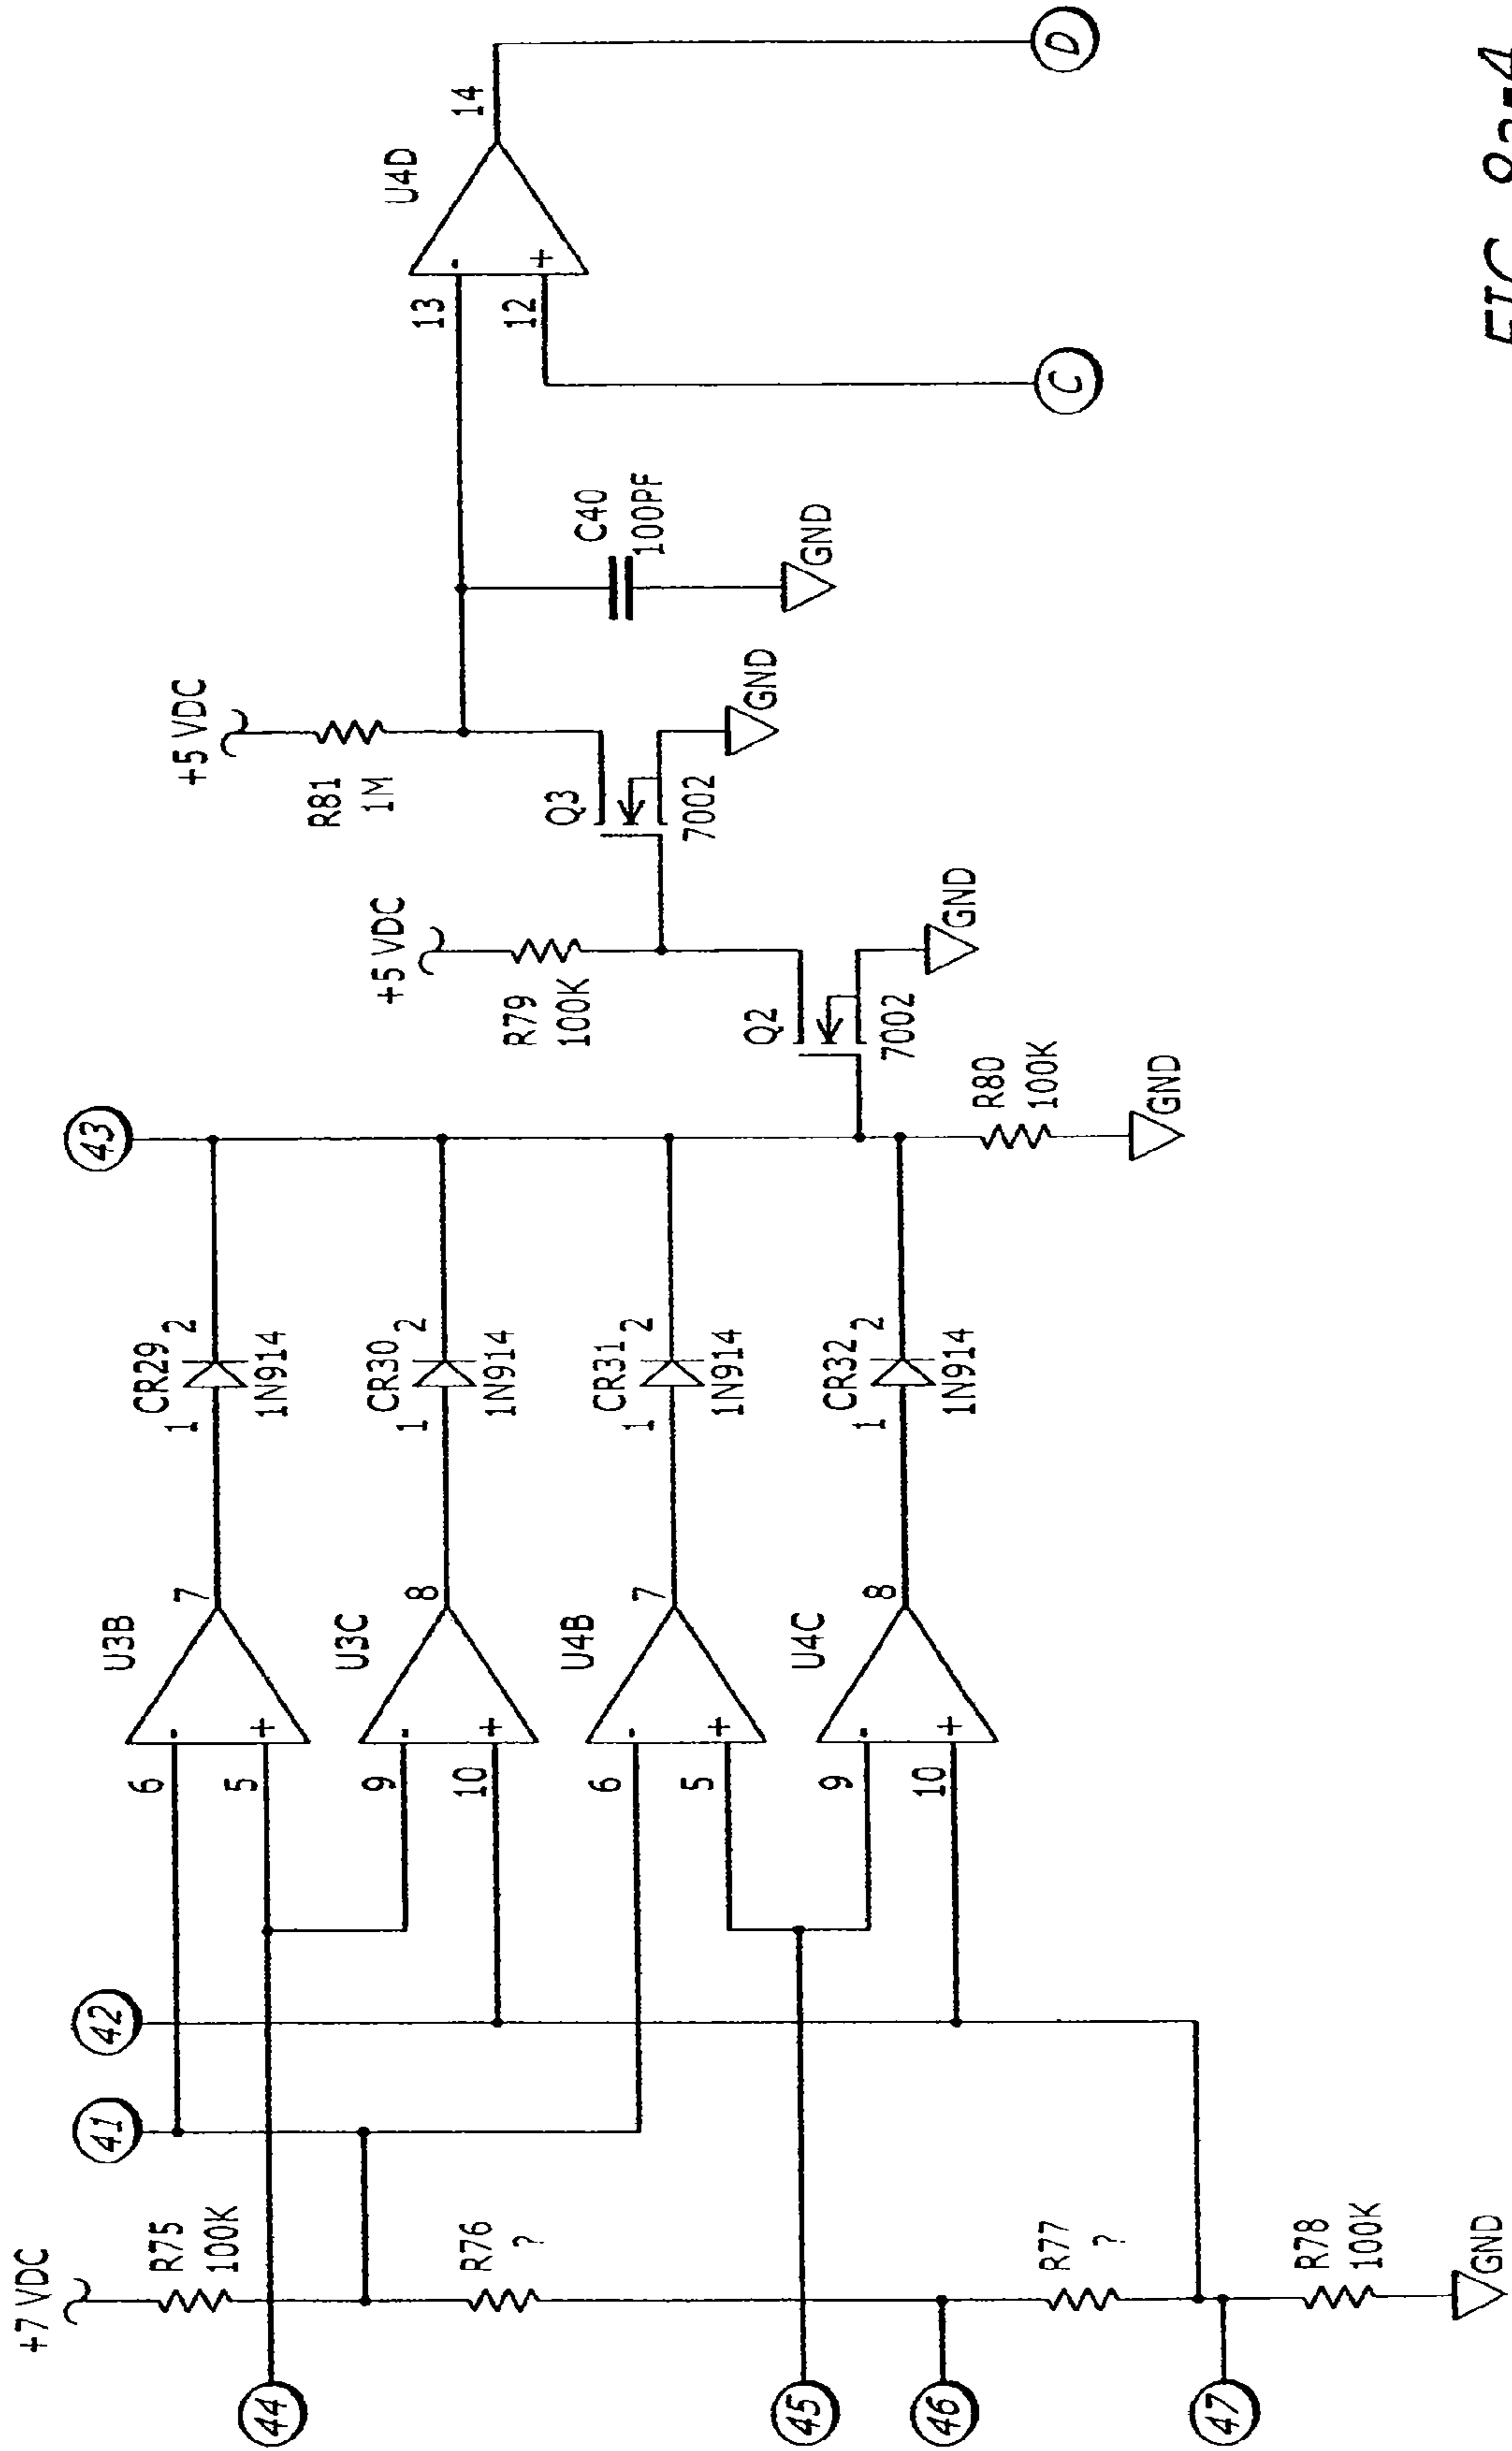 +7 VDC
R75
100K
R76
?
R77
?
R78
100K
GND
44
45
46
47
41
42
43
U3B
6
5
-
+
7
U3C
9
10
-
+
8
U4B
6
5
-
+
7
U4C
9
10
-
+
8
CR29
1
2
1N914
CR30
1
2
1N914
CR31
1
2
1N914
CR32
1
2
1N914
R80
100K
GND
+5 VDC
R79
100K
Q2
7002
GND
+5 VDC
R81
1M
Q3
7002
GND
C40
100PF
GND
U4D
13
12
-
+
14
C
D